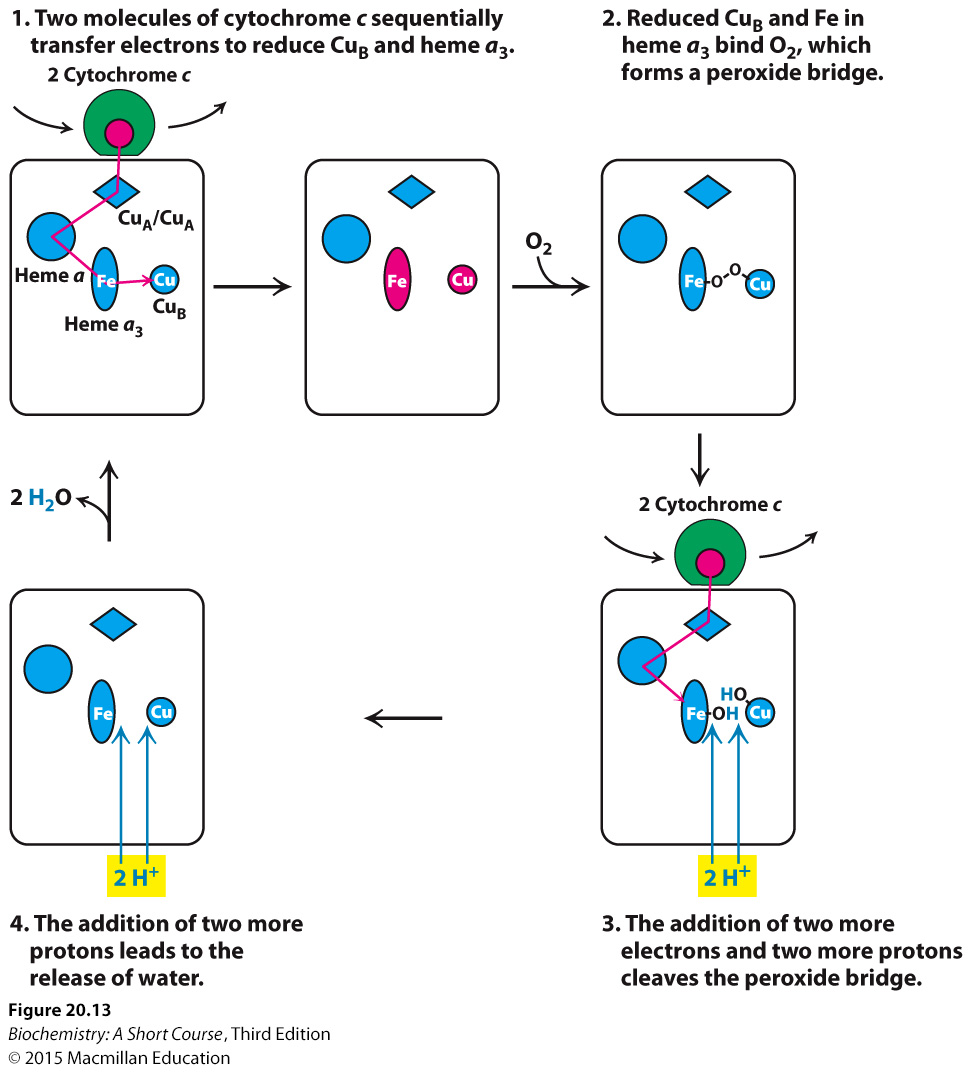 1. Two molecules of cytochrome c sequentially
transfer electrons to reduce CuB and heme a3.
2 Cytochrome c
CuA/CuA
Heme a
Fe
Cu
CuB
Heme a3
Fe
Cu
2. Reduced CuB and Fe in
heme a3 bind O2, which
forms a peroxide bridge.
O2
Fe-O-O Cu
2 Cytochrome c
HO
Fe-OH Cu
2 H+
3. The addition of two more
electrons and two more protons
cleaves the peroxide bridge.
2 H2O
Fe
Cu
2 H+
4. The addition of two more
protons leads to the
release of water.
Figure 20.13
Biochemistry: A Short Course, Third Edition
© 2015 Macmillan Education